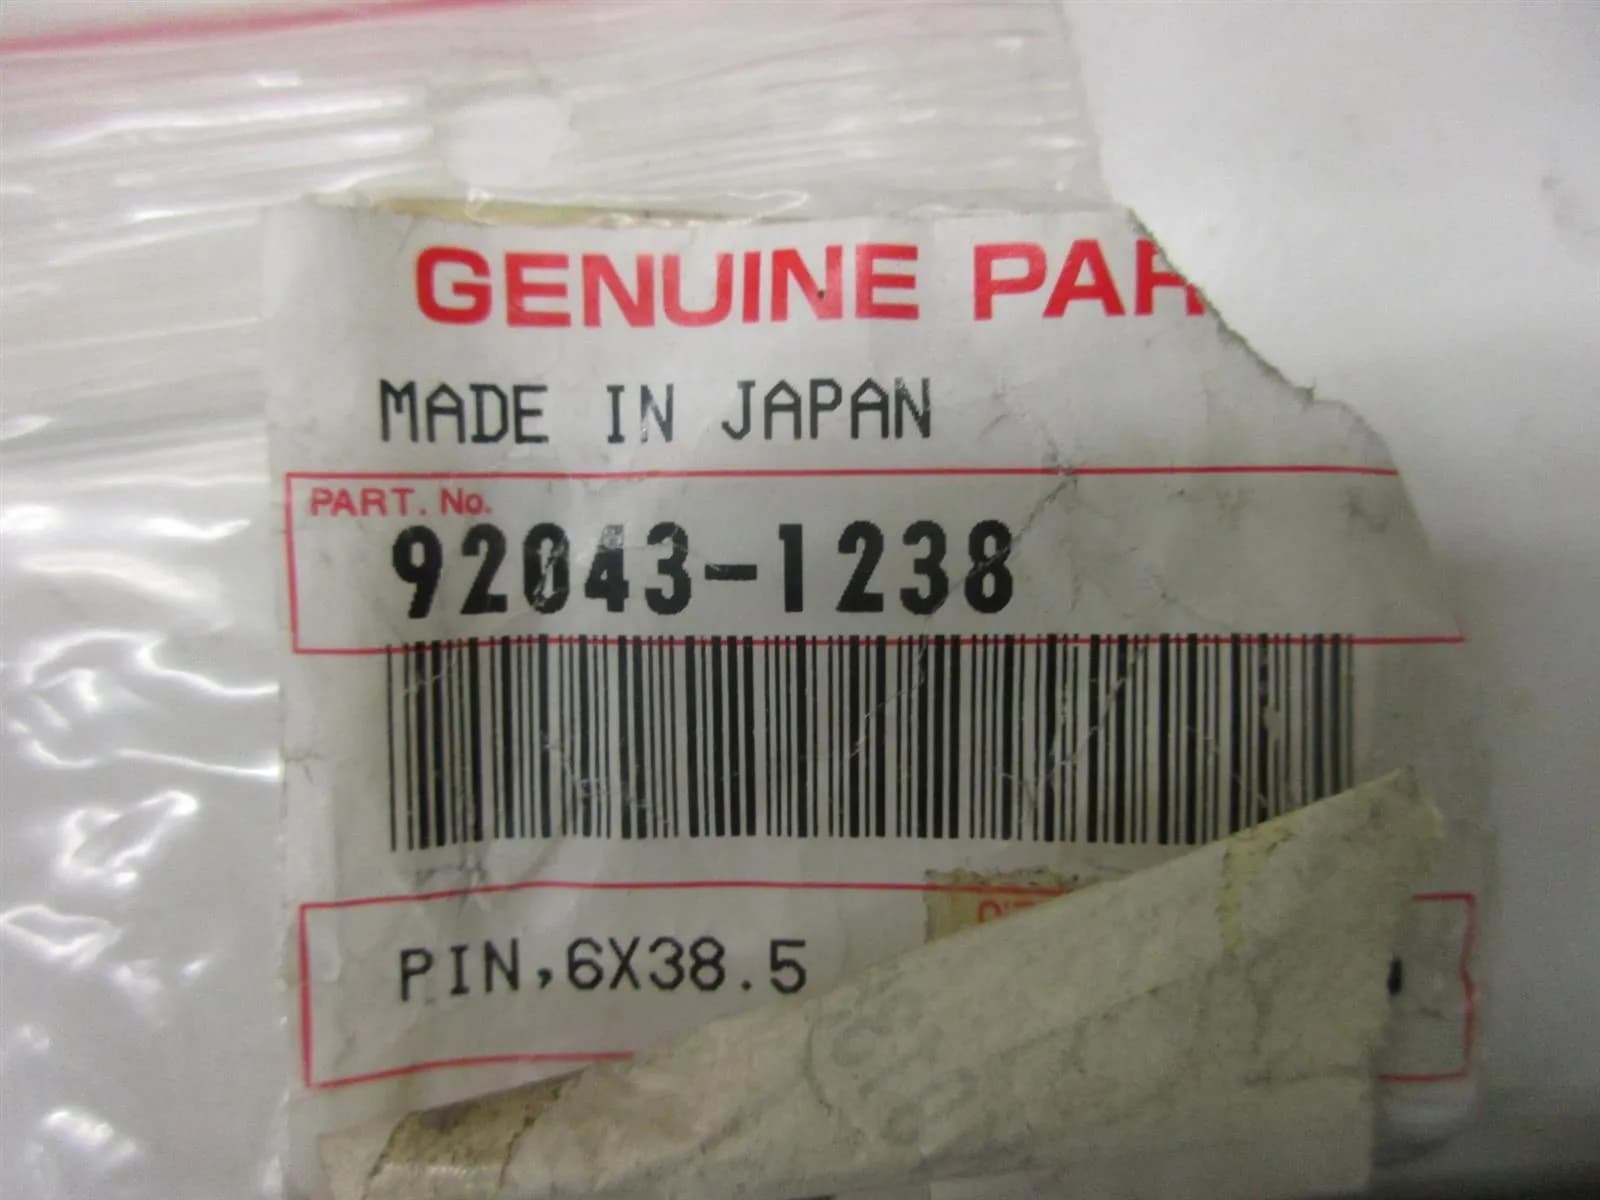 GENUINE PAR
MADE IN JAPAN
PART. No.
92043-1238
PIN,6X38.5